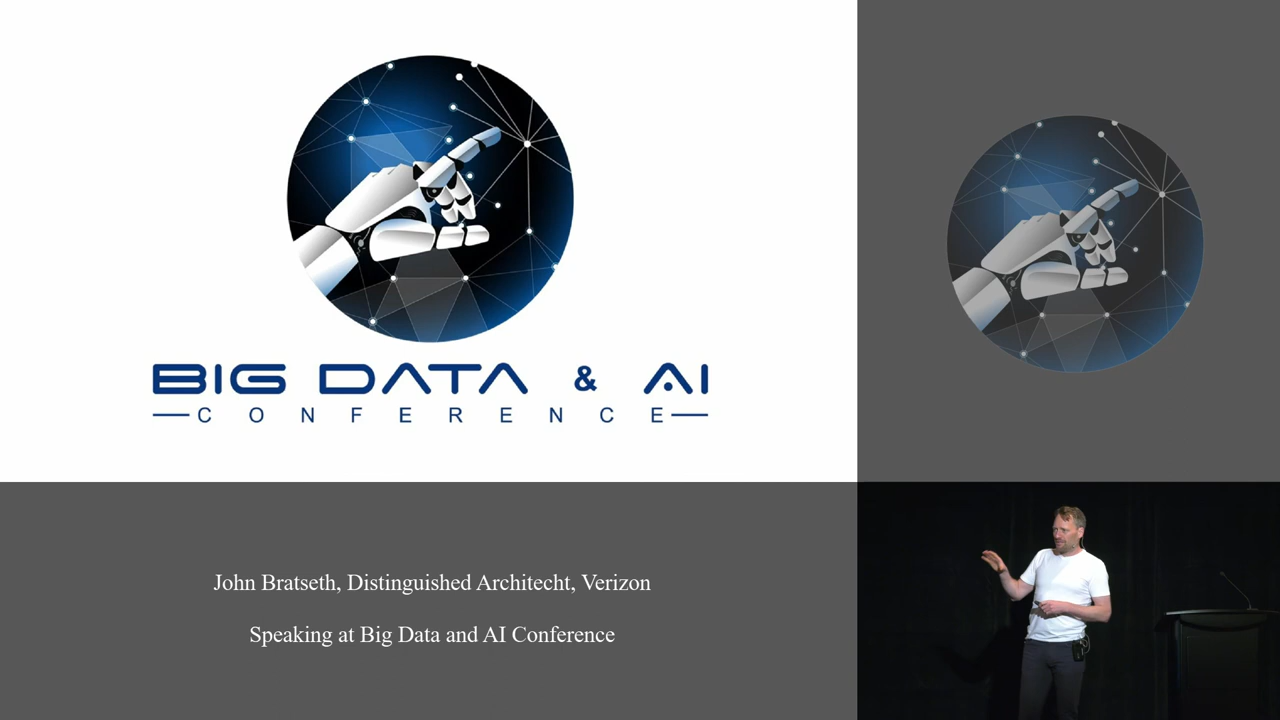 BIG DATA & AI
CONFERENCE
John Bratseth, Distinguished Architecht, Verizon
Speaking at Big Data and AI Conference